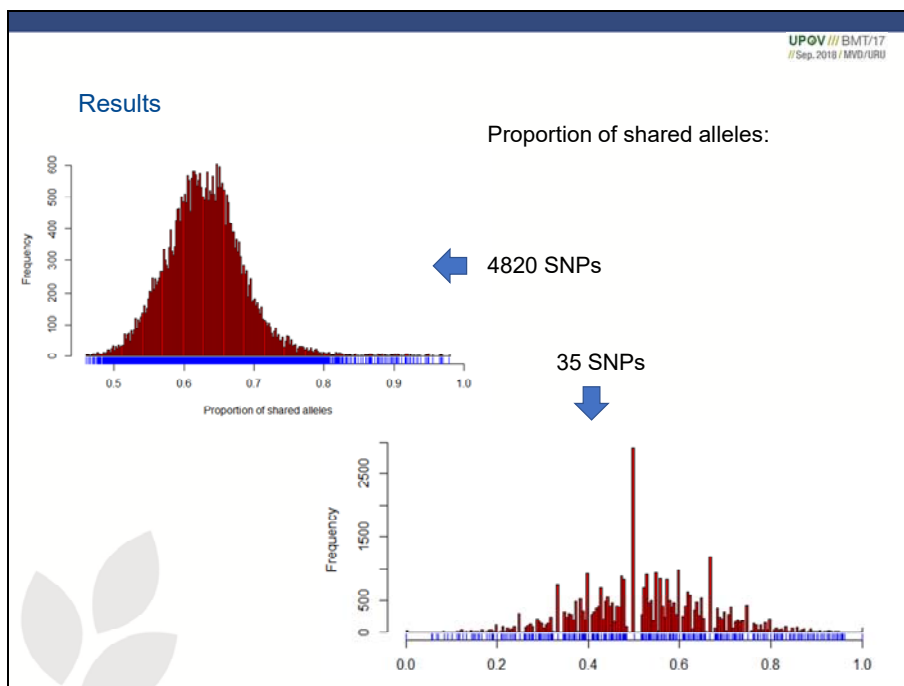 UPOV /// BMT/17
// Sep. 2018 / MVD/URU
Results
Proportion of shared alleles:
Frequency
0
100
200
300
400
500
600
0.5
0.6
0.7
0.8
0.9
1.0
Proportion of shared alleles
4820 SNPs
35 SNPs
Frequency
0
500
1500
2500
0.0
0.2
0.4
0.6
0.8
1.0